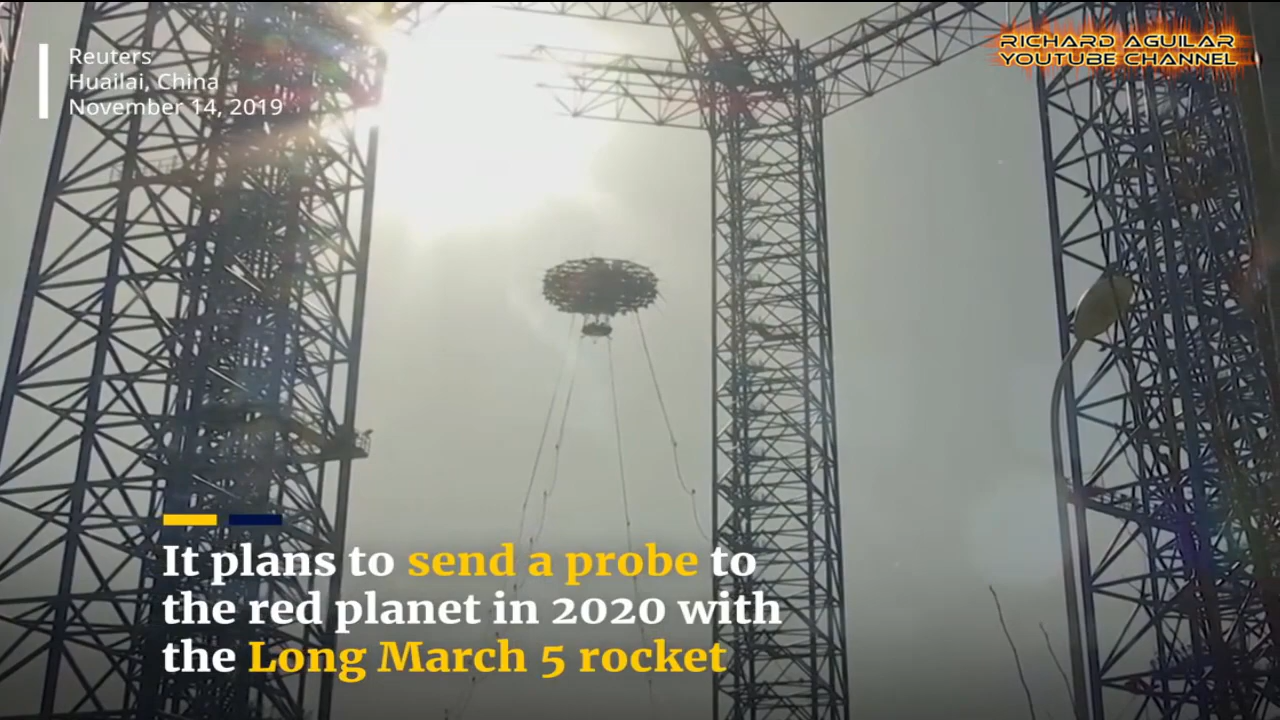 Reuters
Huailai, China
November 14, 2019
RICHARD AGUILAR
YOUTUBE CHANNEL
It plans to send a probe to
the red planet in 2020 with
the Long March 5 rocket